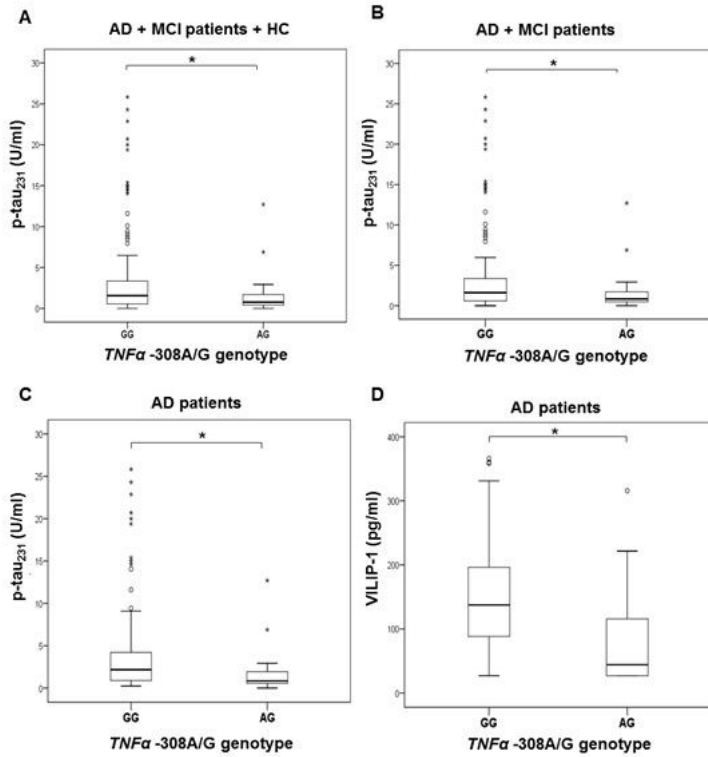 A
AD + MCI patients + HC
*
30
25
20
15
10
5
0
p-tau231 (U/ml)
GG AG
TNFα -308A/G genotype
B
AD + MCI patients
*
30
25
20
15
10
5
0
p-tau231 (U/ml)
GG AG
TNFα -308A/G genotype
C
AD patients
*
30
25
20
15
10
5
0
p-tau231 (U/ml)
GG AG
TNFα -308A/G genotype
D
AD patients
*
400
300
200
100
0
VILIP-1 (pg/ml)
GG AG
TNFα -308A/G genotype